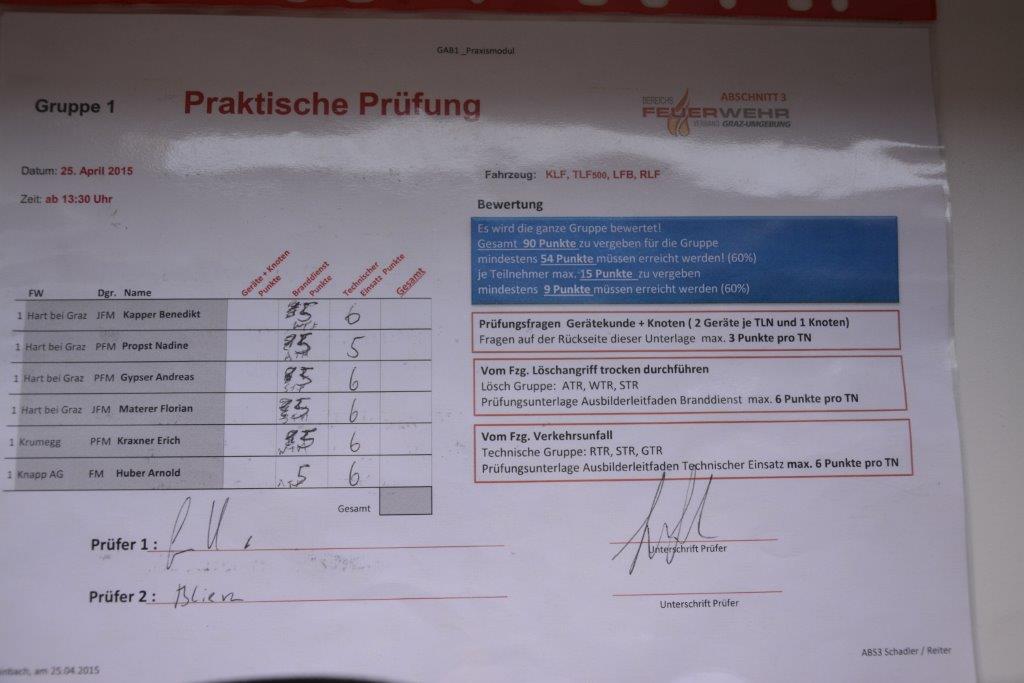 GAB1 _Praxismodul
Gruppe 1
Praktische Prüfung
BEREICHS ABSCHNITT 3
FEUERWEHR
VERBAND GRAZ-UMGEBUNG
Datum: 25. April 2015
Zeit: ab 13:30 Uhr
Fahrzeug: KLF, TLF500, LFB, RLF
Bewertung
Es wird die ganze Gruppe bewertet!
Gesamt 90 Punkte zu vergeben für die Gruppe
mindestens 54 Punkte müssen erreicht werden! (60%)
je Teilnehmer max. 15 Punkte zu vergeben
mindestens 9 Punkte müssen erreicht werden (60%)
Prüfungsfragen Gerätekunde + Knoten ( 2 Geräte je TLN und 1 Knoten)
Fragen auf der Rückseite dieser Unterlage max. 3 Punkte pro TN
Vom Fzg. Löschangriff trocken durchführen
Lösch Gruppe: ATR, WTR, STR
Prüfungsunterlage Ausbilderleitfaden Branddienst max. 6 Punkte pro TN
Vom Fzg. Verkehrsunfall
Technische Gruppe: RTR, STR, GTR
Prüfungsunterlage Ausbilderleitfaden Technischer Einsatz max. 6 Punkte pro TN
Geräte + Knoten
Punkte
Branddienst
Punkte
Technischer
Einsatz Punkte
Gesamt
FW Dgr. Name
1 Hart bei Graz JFM Kapper Benedikt 5 6
1 Hart bei Graz PFM Propst Nadine 5 5
1 Hart bei Graz PFM Gypser Andreas 5 6
1 Hart bei Graz JFM Materer Florian 5 6
1 Krumegg PFM Kraxner Erich 5 6
1 Knapp AG FM Huber Arnold 5 6
Gesamt
Prüfer 1 :
Unterschrift Prüfer
Prüfer 2 :
Unterschrift Prüfer
ABS3 Schadler / Reiter
am 25.04.2015